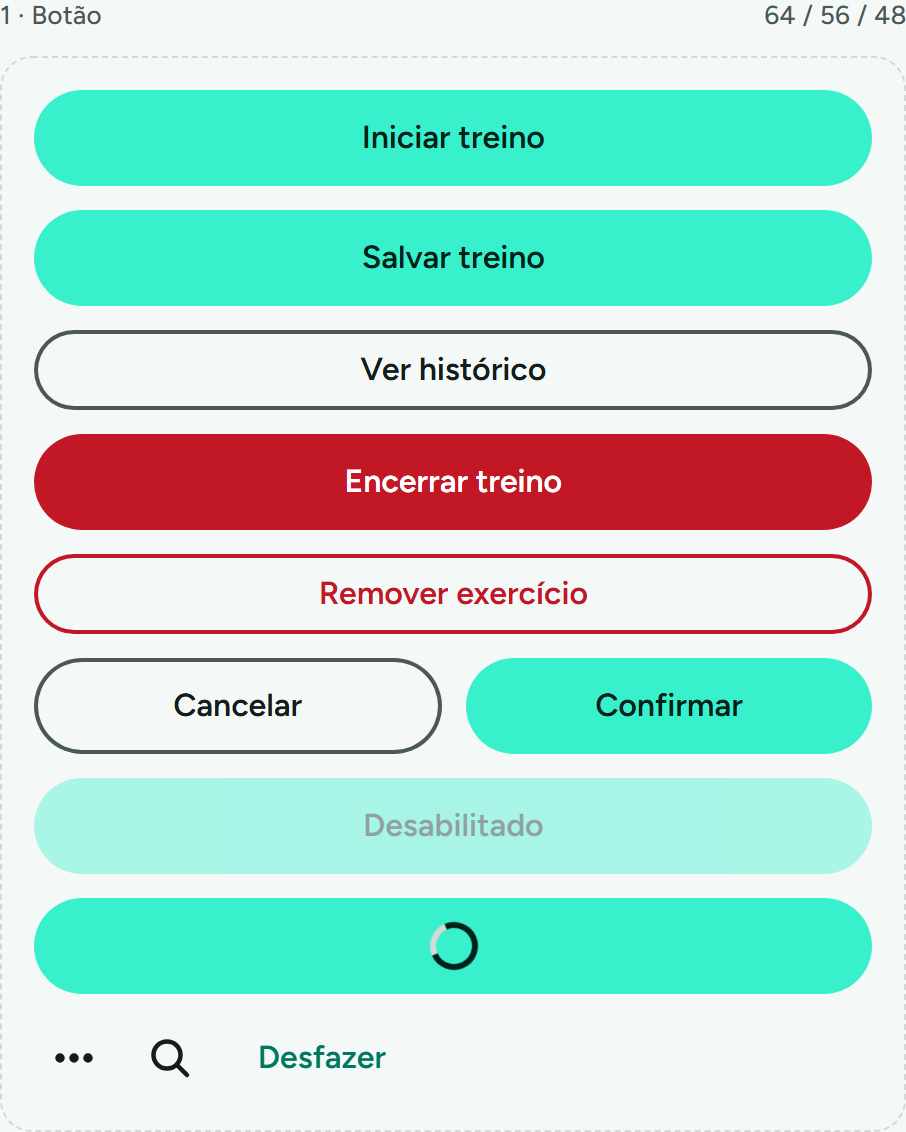 1 · Botão
64 / 56 / 48
Iniciar treino
Salvar treino
Ver histórico
Encerrar treino
Remover exercício
Cancelar
Confirmar
Desabilitado
Desfazer